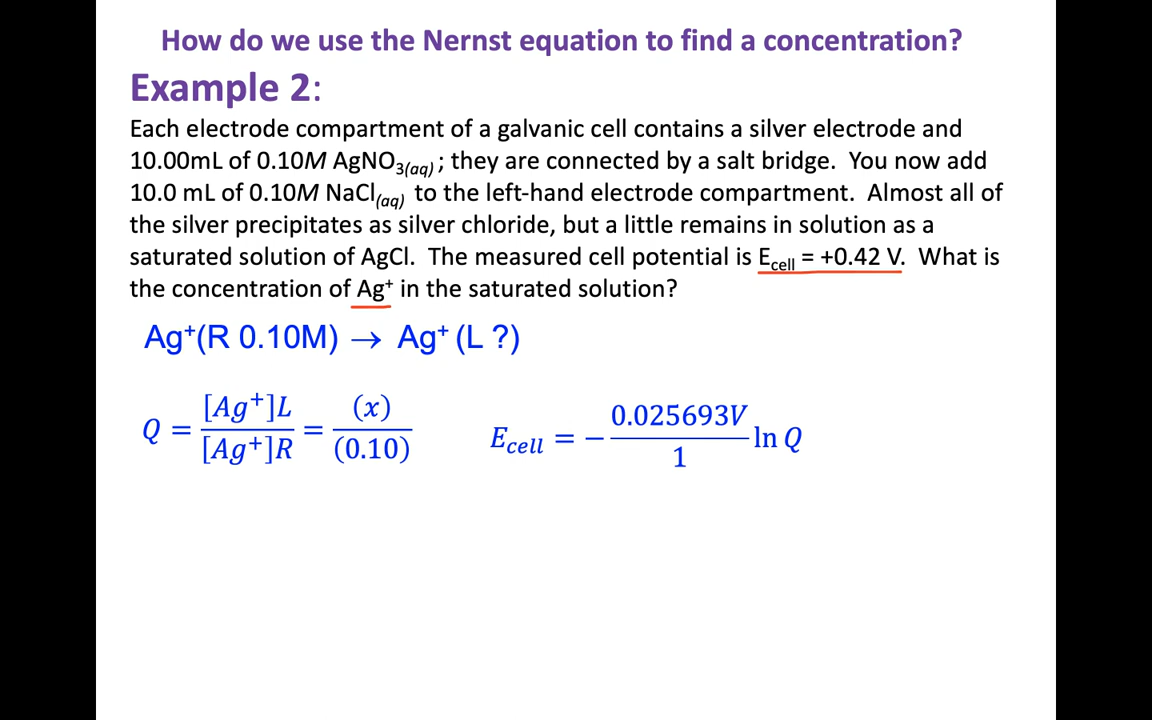 How do we use the Nernst equation to find a concentration?
Example 2:
Each electrode compartment of a galvanic cell contains a silver electrode and
10.00mL of 0.10M AgNO₃(aq) ; they are connected by a salt bridge. You now add
10.0 mL of 0.10M NaCl(aq) to the left-hand electrode compartment. Almost all of
the silver precipitates as silver chloride, but a little remains in solution as a
saturated solution of AgCl. The measured cell potential is Ecell = +0.42 V. What is
the concentration of Ag⁺ in the saturated solution?
Ag⁺(R 0.10M) → Ag⁺ (L ?)
Q = [Ag⁺]L / [Ag⁺]R = (x) / (0.10)
Ecell = − 0.025693V / 1 ln Q